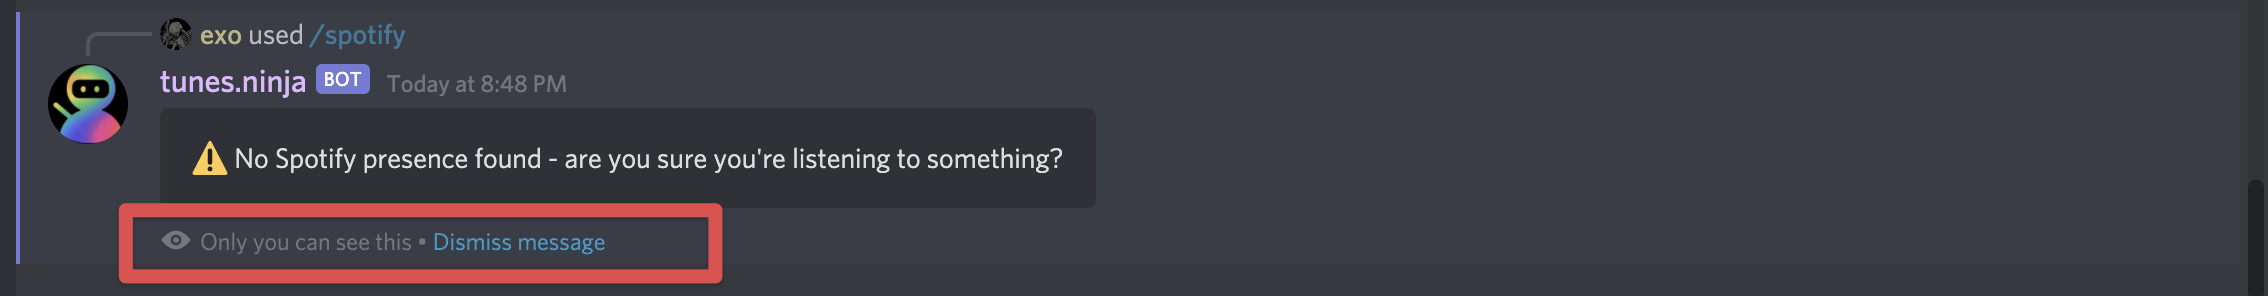 exo used /spotify
tunes.ninja BOT Today at 8:48 PM
⚠️ No Spotify presence found - are you sure you're listening to something?
Only you can see this • Dismiss message